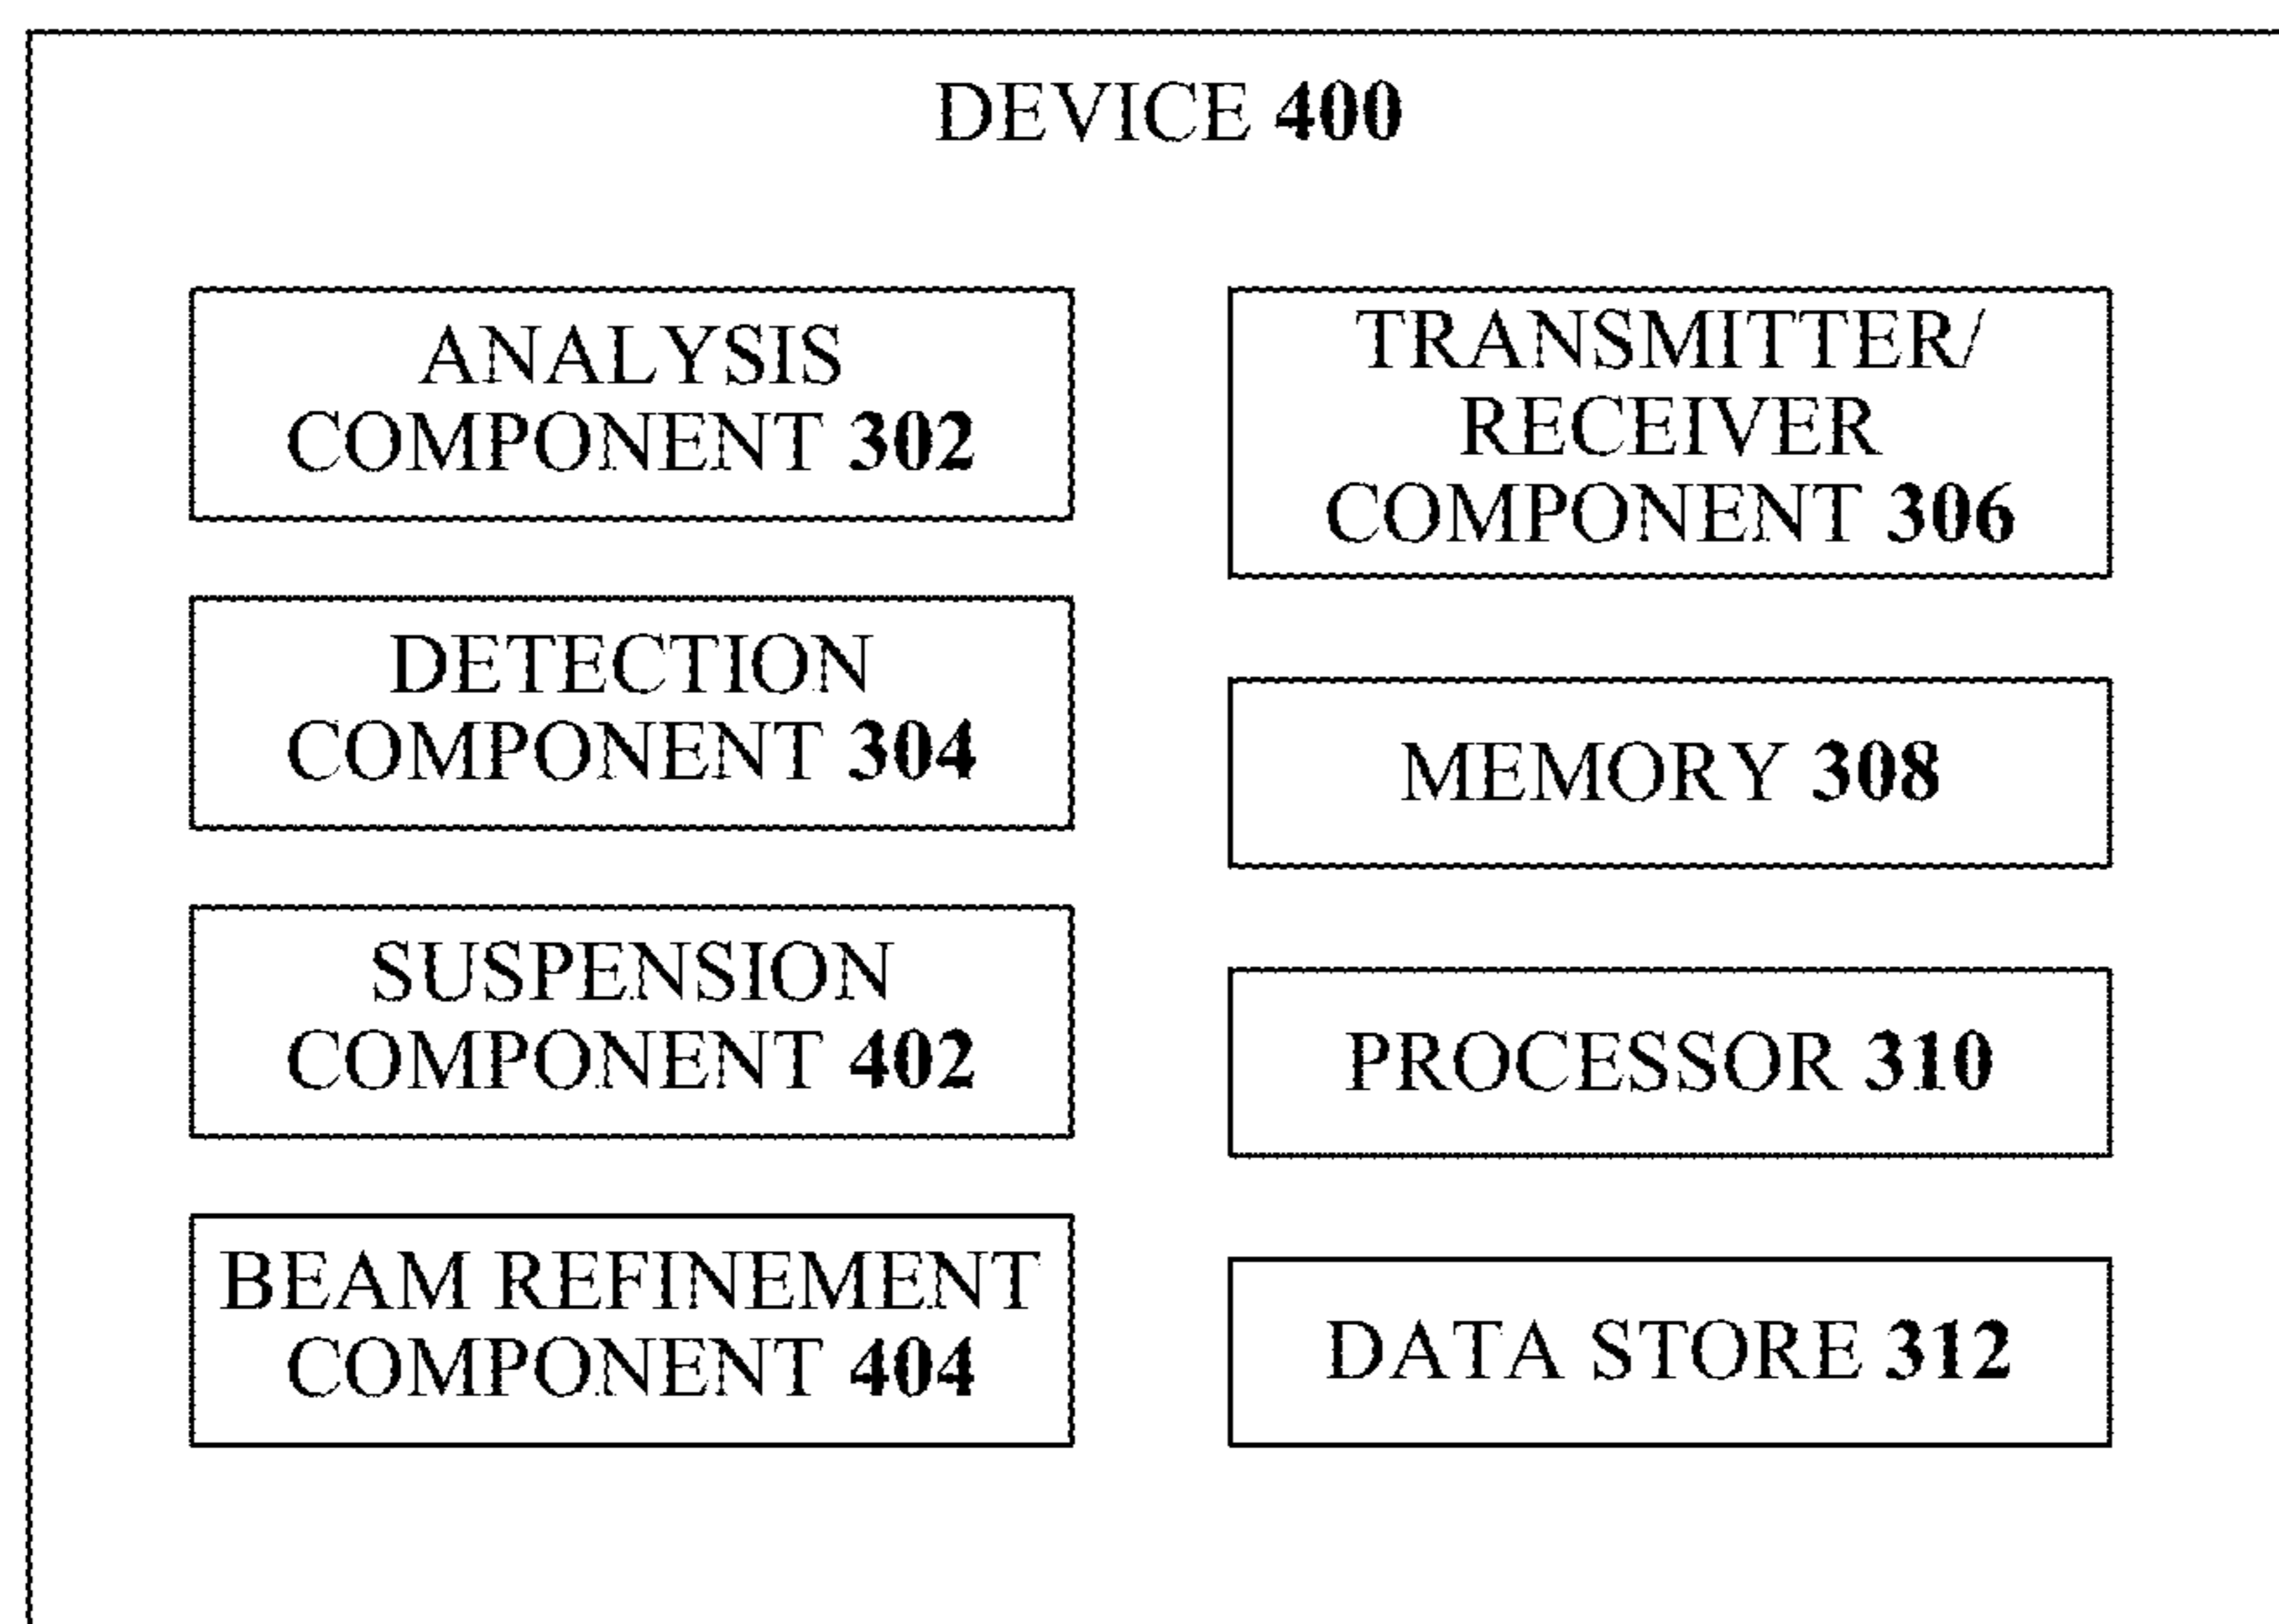 DEVICE 400
ANALYSIS
COMPONENT 302
DETECTION
COMPONENT 304
SUSPENSION
COMPONENT 402
BEAM REFINEMENT
COMPONENT 404
TRANSMITTER/
RECEIVER
COMPONENT 306
MEMORY 308
PROCESSOR 310
DATA STORE 312